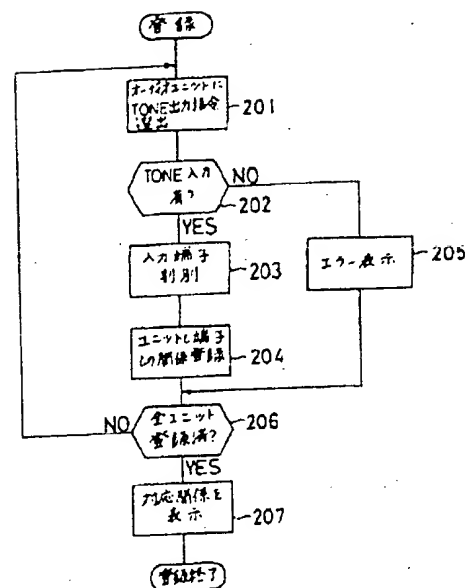 登録
オーディオユニットに
TONE出力指令
送出
201
TONE入力
有?
NO
202
YES
入力端子
判別
203
エラー表示
205
ユニットと端子
との関係登録
204
NO
全ユニット
登録済?
206
YES
対応関係を
表示
207
登録終了